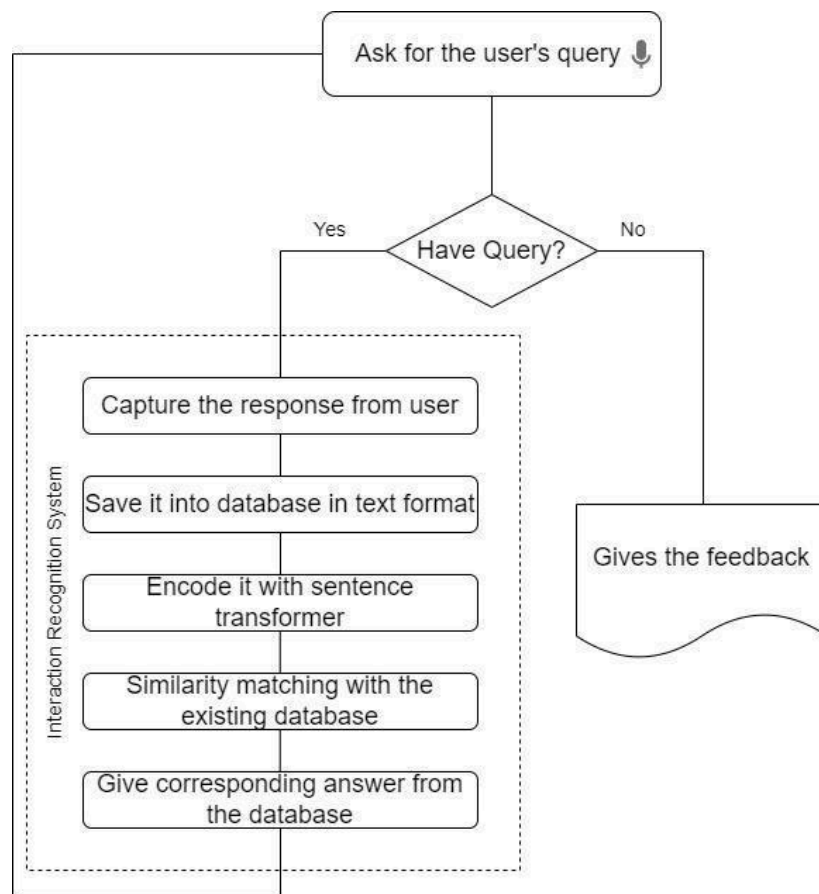 Ask for the user's query
Have Query?
Yes
No
Interaction Recognition System
Capture the response from user
Save it into database in text format
Encode it with sentence
transformer
Similarity matching with the
existing database
Give corresponding answer from
the database
Gives the feedback